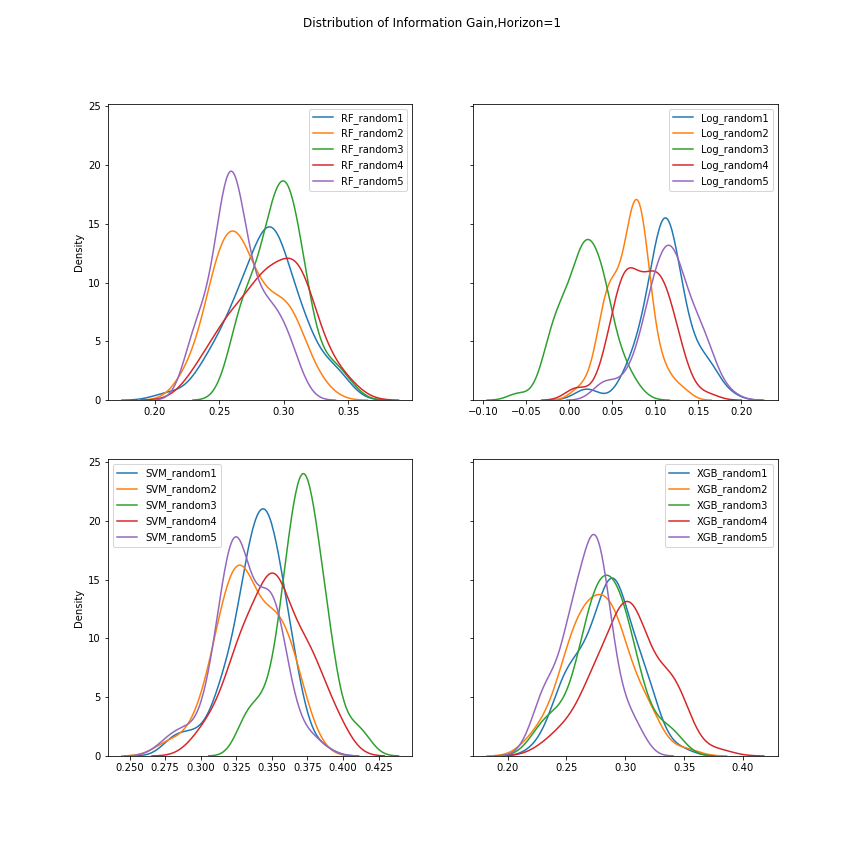 Distribution of Information Gain,Horizon=1
25
20
15
10
5
0
Density
RF_random1
RF_random2
RF_random3
RF_random4
RF_random5
0.20 0.25 0.30 0.35
Log_random1
Log_random2
Log_random3
Log_random4
Log_random5
−0.10 −0.05 0.00 0.05 0.10 0.15 0.20
25
20
15
10
5
0
Density
SVM_random1
SVM_random2
SVM_random3
SVM_random4
SVM_random5
0.250 0.275 0.300 0.325 0.350 0.375 0.400 0.425
XGB_random1
XGB_random2
XGB_random3
XGB_random4
XGB_random5
0.20 0.25 0.30 0.35 0.40